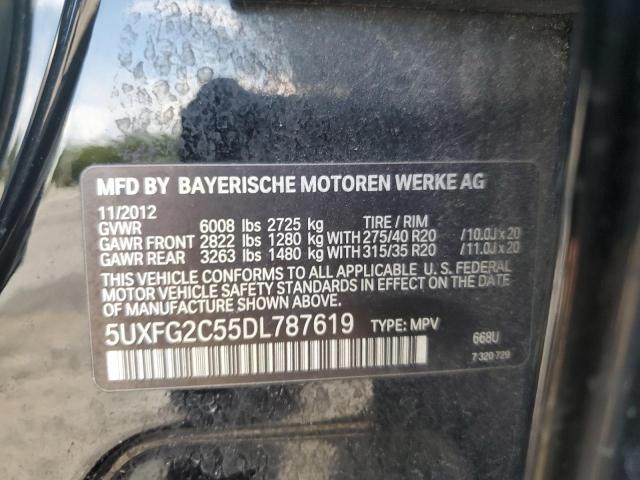 MFD BY BAYERISCHE MOTOREN WERKE AG
11/2012
GVWR 6008 lbs 2725 kg TIRE / RIM
GAWR FRONT 2822 lbs 1280 kg WITH 275/40 R20 /10.0J x 20
GAWR REAR 3263 lbs 1480 kg WITH 315/35 R20 /11.0J x 20
THIS VEHICLE CONFORMS TO ALL APPLICABLE U. S. FEDERAL
MOTOR VEHICLE SAFETY STANDARDS IN EFFECT ON THE DATE
OF MANUFACTURE SHOWN ABOVE.
5UXFG2C55DL787619 TYPE: MPV 668U
7 320 729